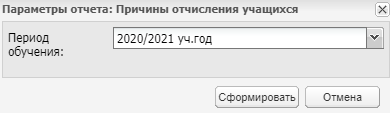 Параметры отчета: Причины отчисления учащихся
Период
обучения:
2020/2021 уч.год
Сформировать
Отмена